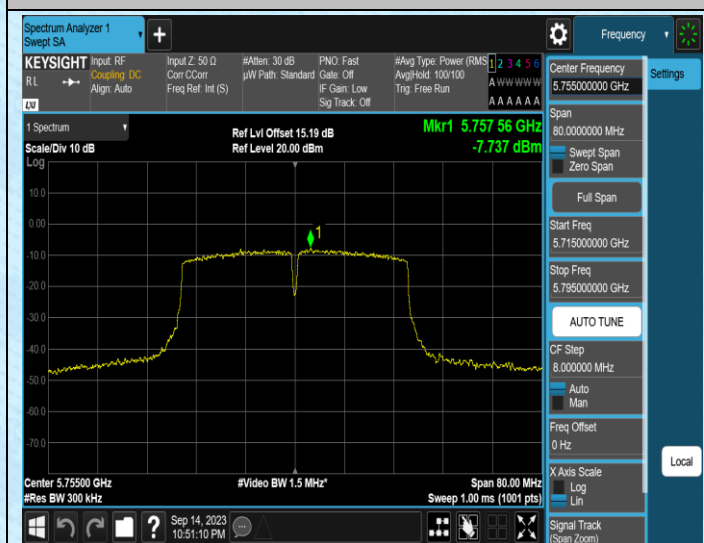 Spectrum Analyzer 1
Swept SA
Frequency
KEYSIGHT
RL
Input: RF
Coupling: DC
Align: Auto
Input Z: 50 Ω
Corr CCorr
Freq Ref: Int (S)
#Atten: 30 dB
µW Path: Standard
PNO: Fast
Gate: Off
IF Gain: Low
Sig Track: Off
#Avg Type: Power (RMS
Avg|Hold: 100/100
Trig: Free Run
1 2 3 4 5 6
A W W W W W
A A A A A A
LXI
1 Spectrum
Scale/Div 10 dB
Ref Lvl Offset 15.19 dB
Ref Level 20.00 dBm
Mkr1 5.757 56 GHz
-7.737 dBm
Log
10.0
0.00
-10.0
-20.0
-30.0
-40.0
-50.0
-60.0
-70.0
1
Center 5.75500 GHz
#Res BW 300 kHz
#Video BW 1.5 MHz*
Span 80.00 MHz
Sweep 1.00 ms (1001 pts)
Sep 14, 2023
10:51:10 PM
?
Center Frequency
5.755000000 GHz
Settings
Span
80.0000000 MHz
Swept Span
Zero Span
Full Span
Start Freq
5.715000000 GHz
Stop Freq
5.795000000 GHz
AUTO TUNE
CF Step
8.000000 MHz
Auto
Man
Freq Offset
0 Hz
X Axis Scale
Log
Lin
Local
Signal Track
(Span Zoom)